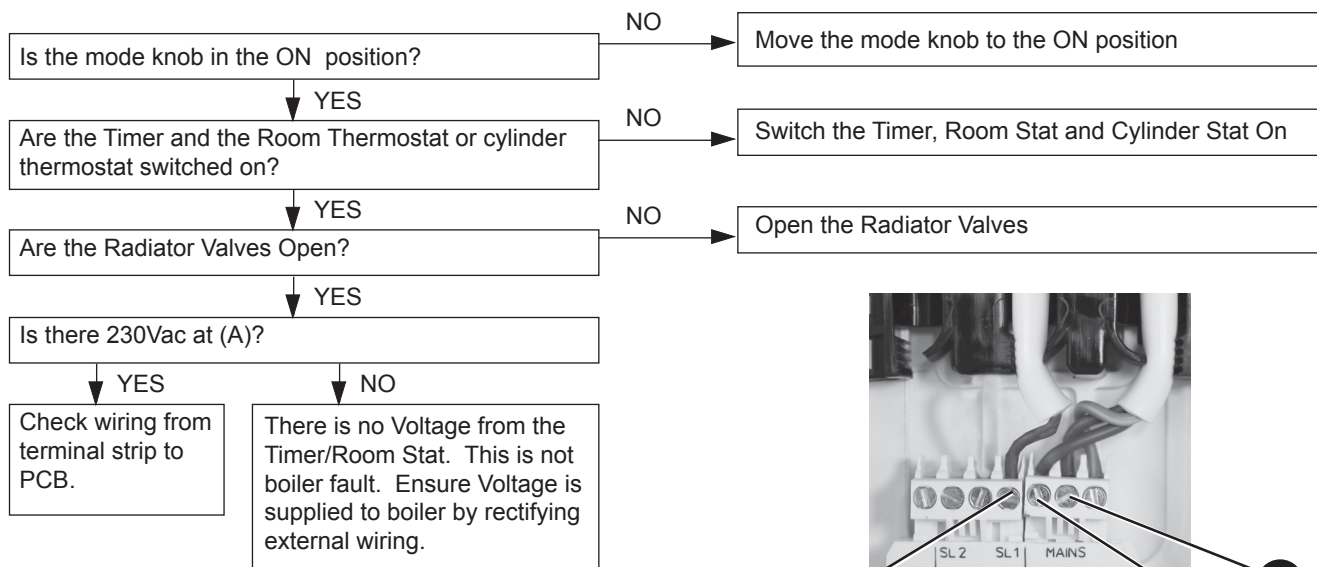 Is the mode knob in the ON position?
NO
Move the mode knob to the ON position
YES
Are the Timer and the Room Thermostat or cylinder
thermostat switched on?
NO
Switch the Timer, Room Stat and Cylinder Stat On
YES
Are the Radiator Valves Open?
NO
Open the Radiator Valves
YES
Is there 230Vac at (A)?
YES
NO
Check wiring from
terminal strip to
PCB.
There is no Voltage from the
Timer/Room Stat. This is not
boiler fault. Ensure Voltage is
supplied to boiler by rectifying
external wiring.
SL 2 SL 1 MAINS